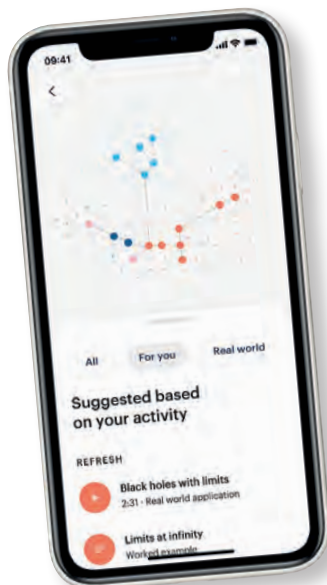 09:41
All For you Real world
Suggested based
on your activity
REFRESH
Black holes with limits
2:31 - Real world application
Limits at infinity
Worked example